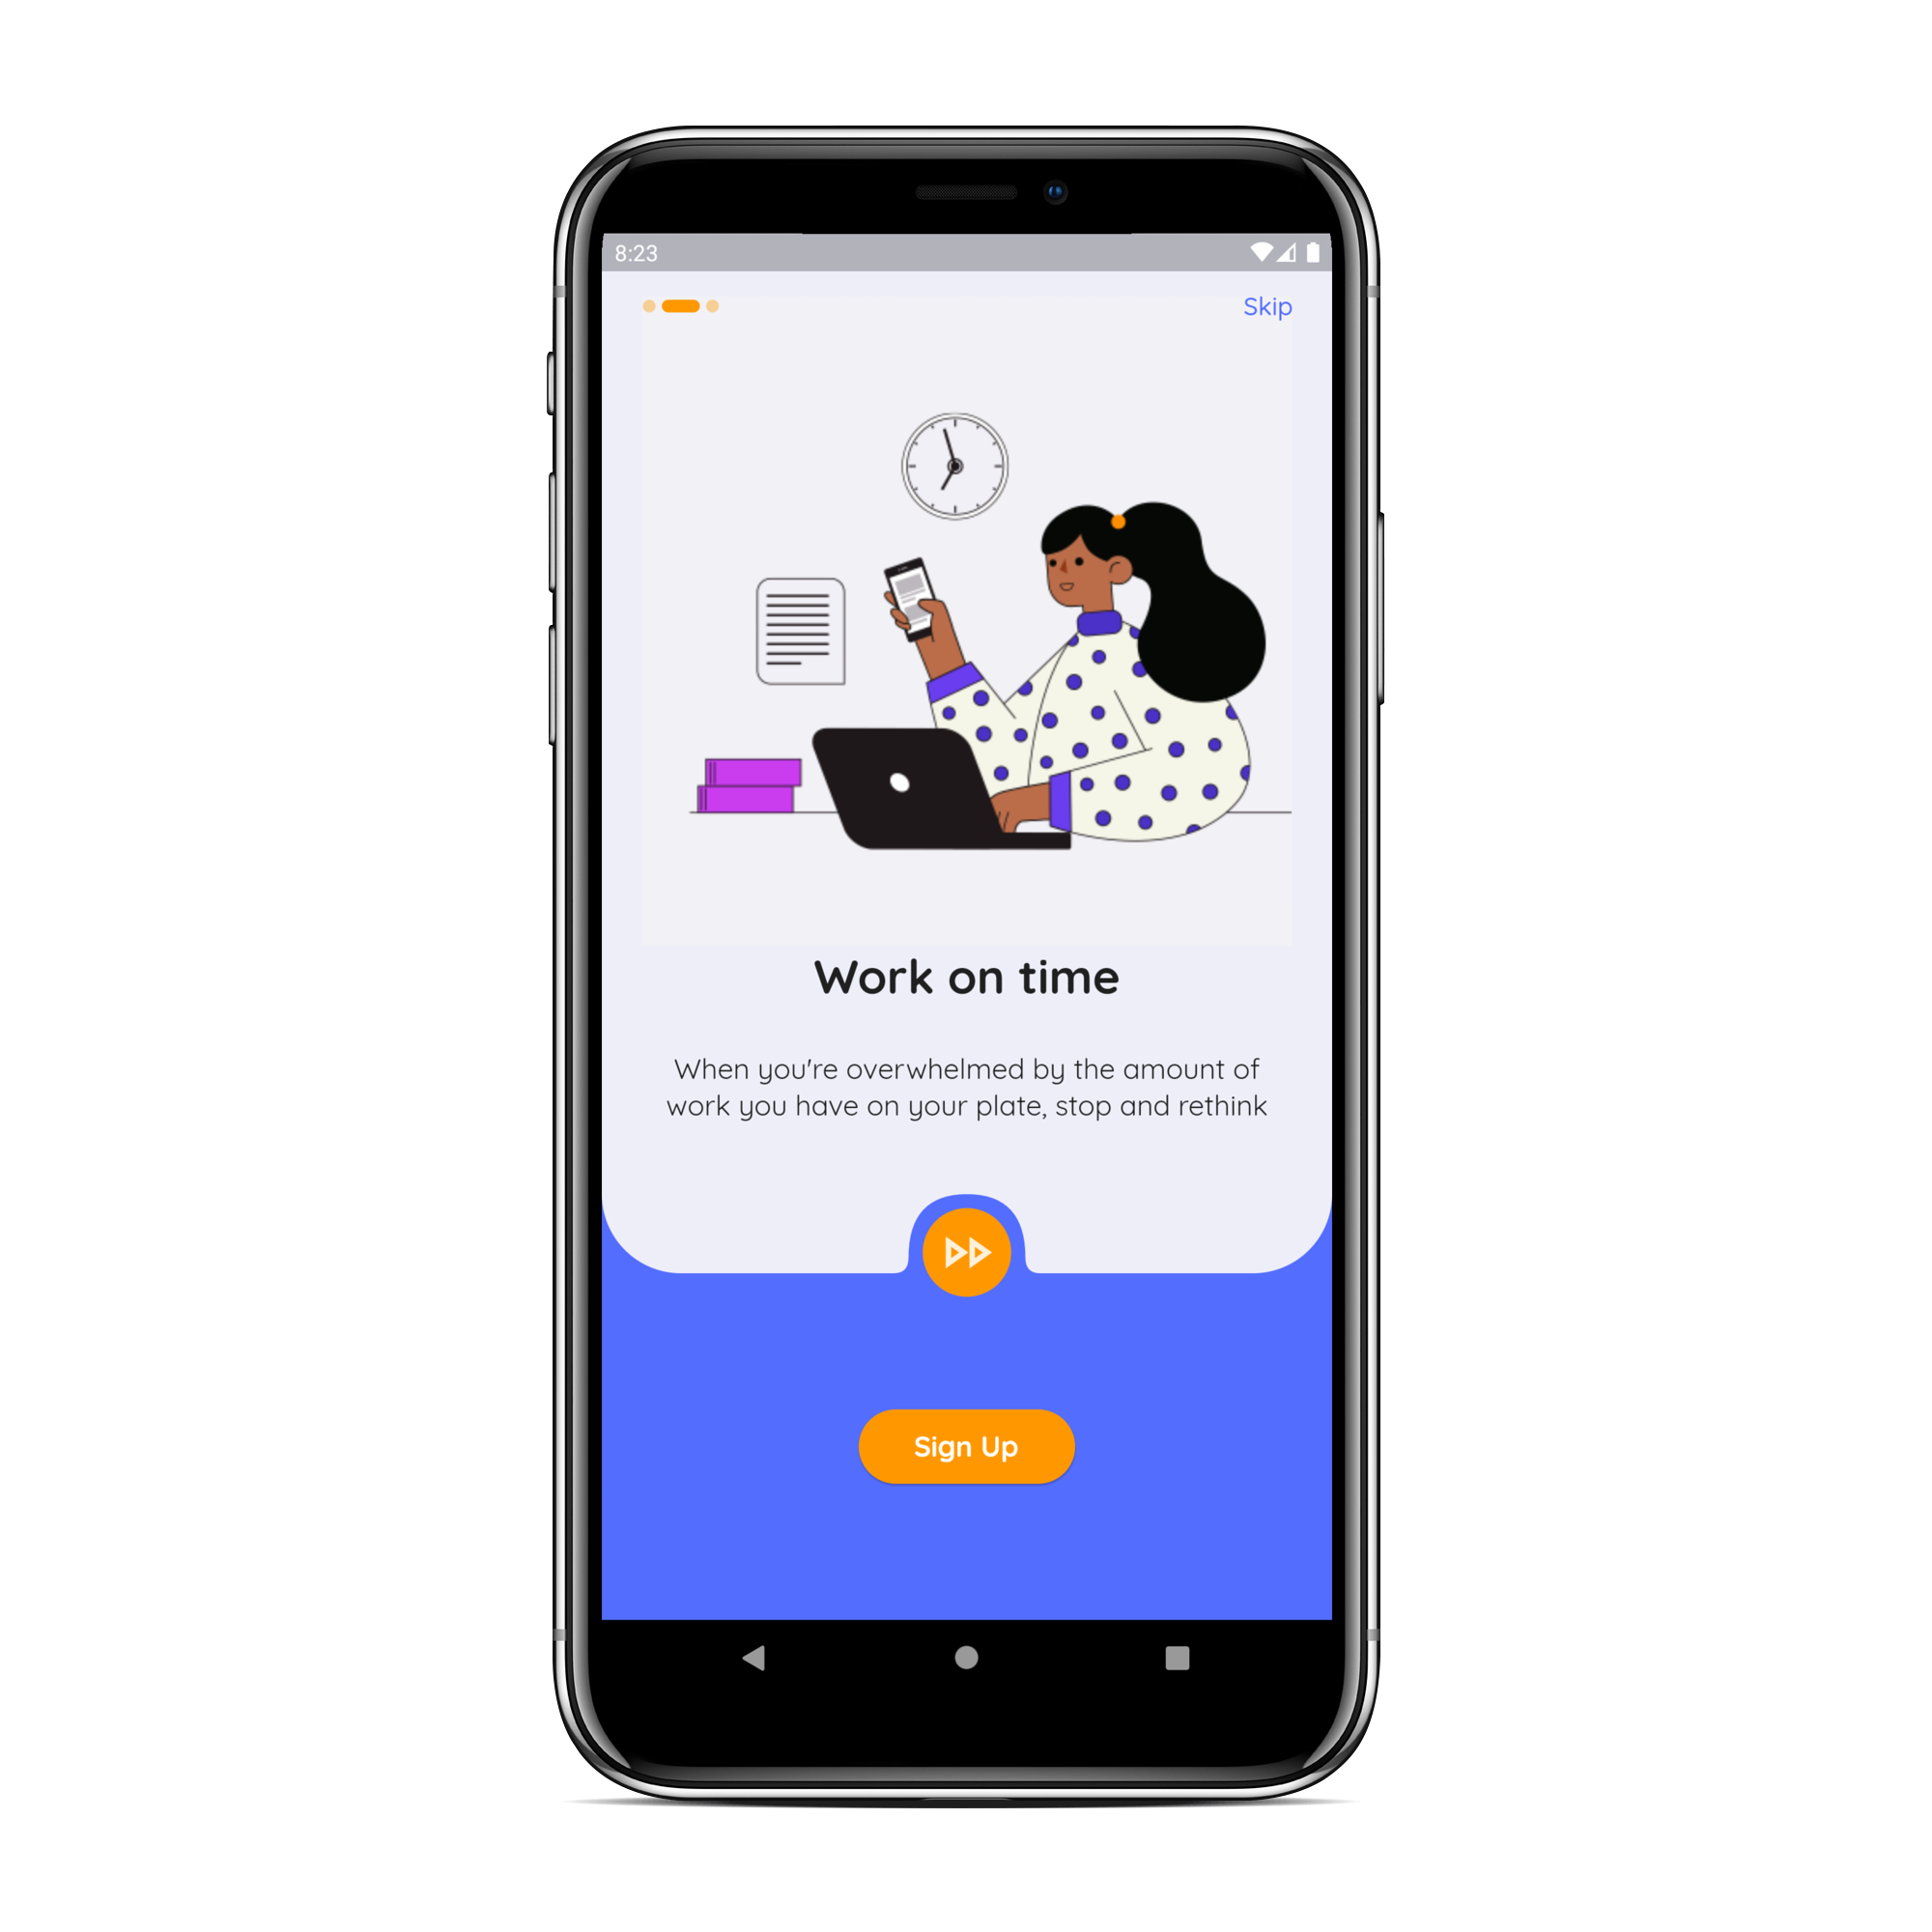 8:23
Skip
Work on time
When you're overwhelmed by the amount of
work you have on your plate, stop and rethink
Sign Up